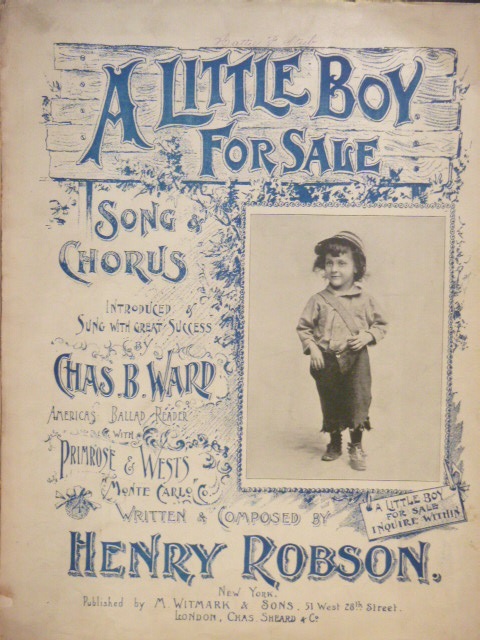 A LITTLE BOY
FOR SALE
SONG &
CHORUS
INTRODUCED &
SUNG WITH GREAT SUCCESS
BY
CHAS. B. WARD
AMERICAS BALLAD READER
WITH
PRIMROSE & WESTS
MONTE CARLO CO.
"A LITTLE BOY
FOR SALE
INQUIRE WITHIN"
WRITTEN & COMPOSED BY
HENRY ROBSON.
NEW YORK.
Published by M. WITMARK & SONS, 51 West 28th Street.
LONDON, CHAS. SHEARD & Co